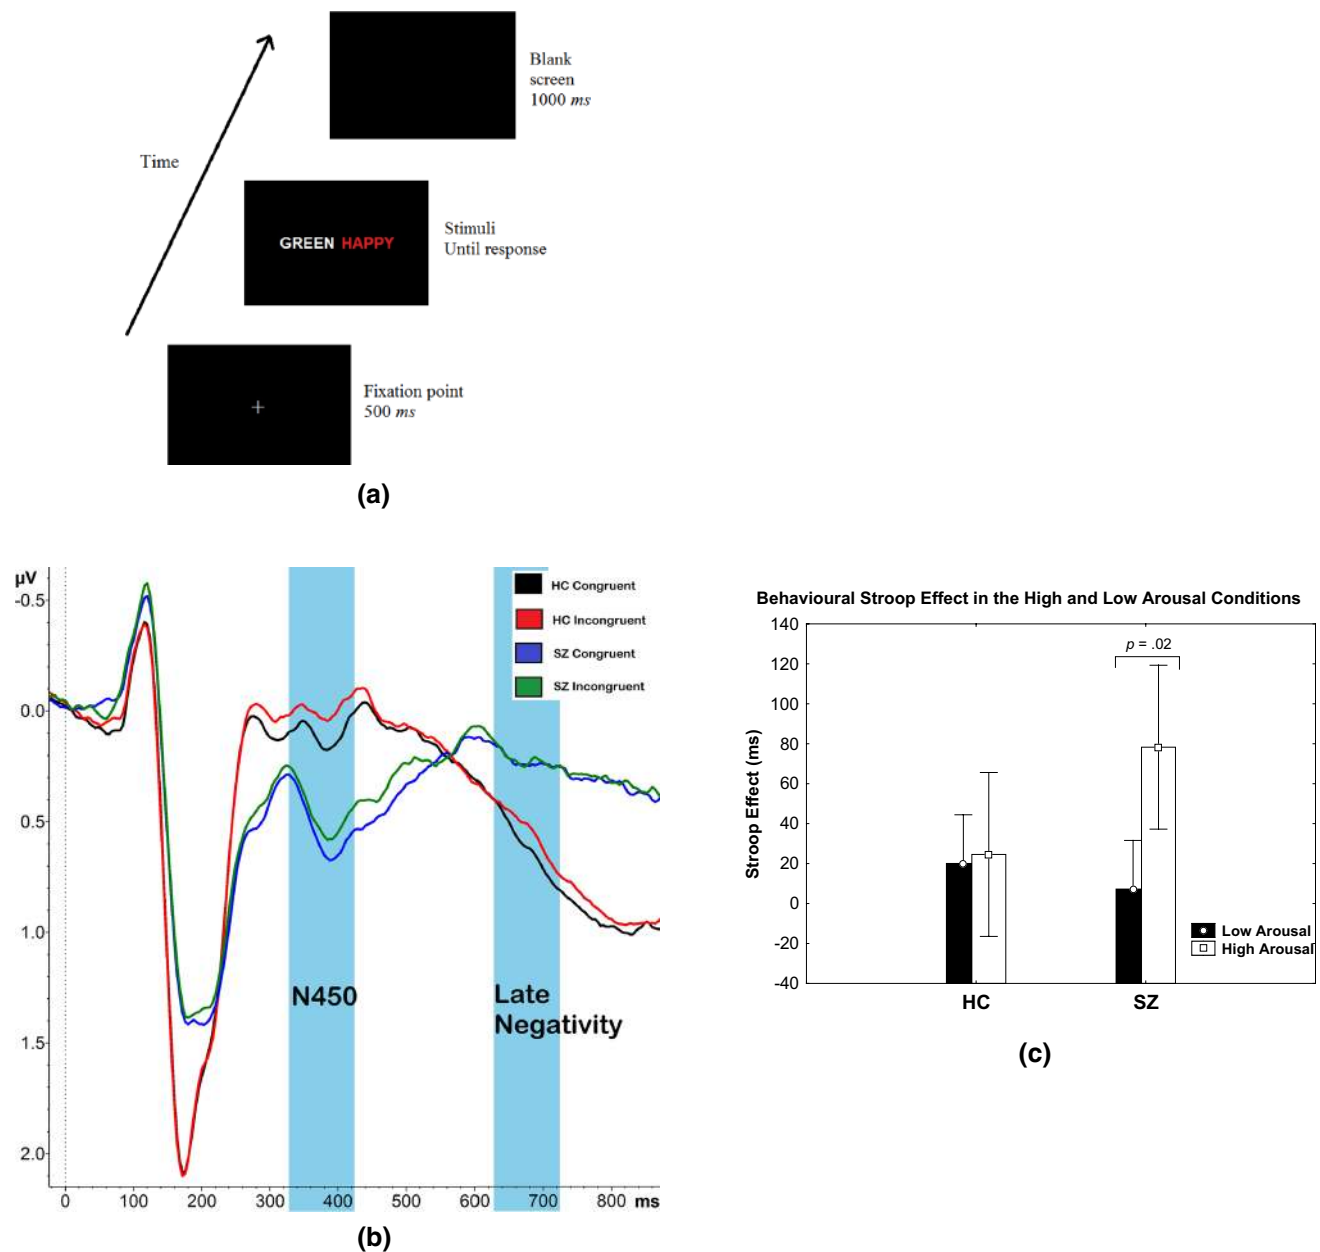 Blank
screen
1000 ms
Time
GREEN HAPPY
Stimuli
Until response
Fixation point
500 ms
(a)
µV
-0.5
0.0
0.5
1.0
1.5
2.0
HC Congruent
HC Incongruent
SZ Congruent
SZ Incongruent
N450
Late
Negativity
0 100 200 300 400 500 600 700 800 ms
(b)
Behavioural Stroop Effect in the High and Low Arousal Conditions
Stroop Effect (ms)
140
120
100
80
60
40
20
0
-20
-40
p = .02
Low Arousal
High Arousal
HC SZ
(c)